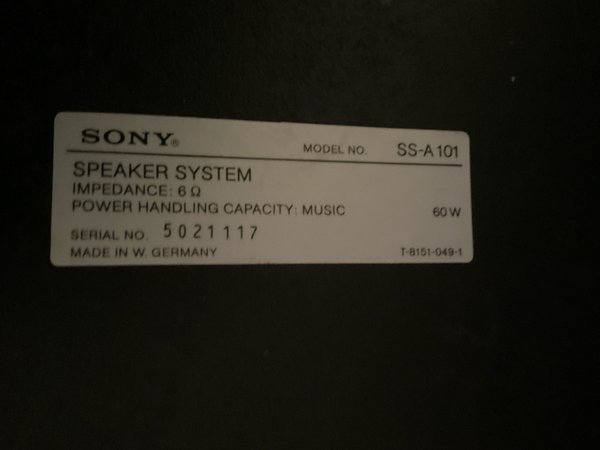 SONY®
MODEL NO. SS-A101
SPEAKER SYSTEM
IMPEDANCE: 6 Ω
POWER HANDLING CAPACITY: MUSIC 60 W
SERIAL NO. 5021117
MADE IN W. GERMANY T-8151-049-1